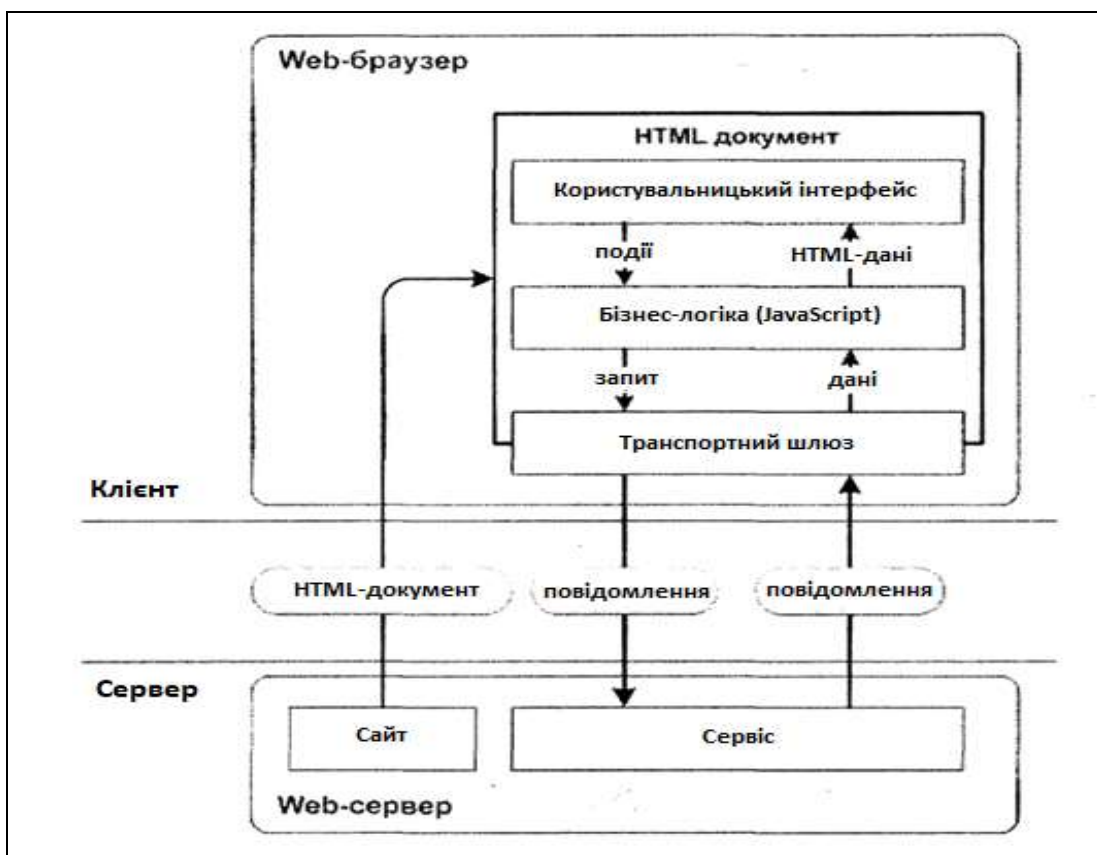 Web-браузер
HTML документ
Користувальницький інтерфейс
події
HTML-дані
Бізнес-логіка (JavaScript)
запит
дані
Транспортний шлюз
Клієнт
HTML-документ
повідомлення
повідомлення
Сервер
Сайт
Сервіс
Web-сервер